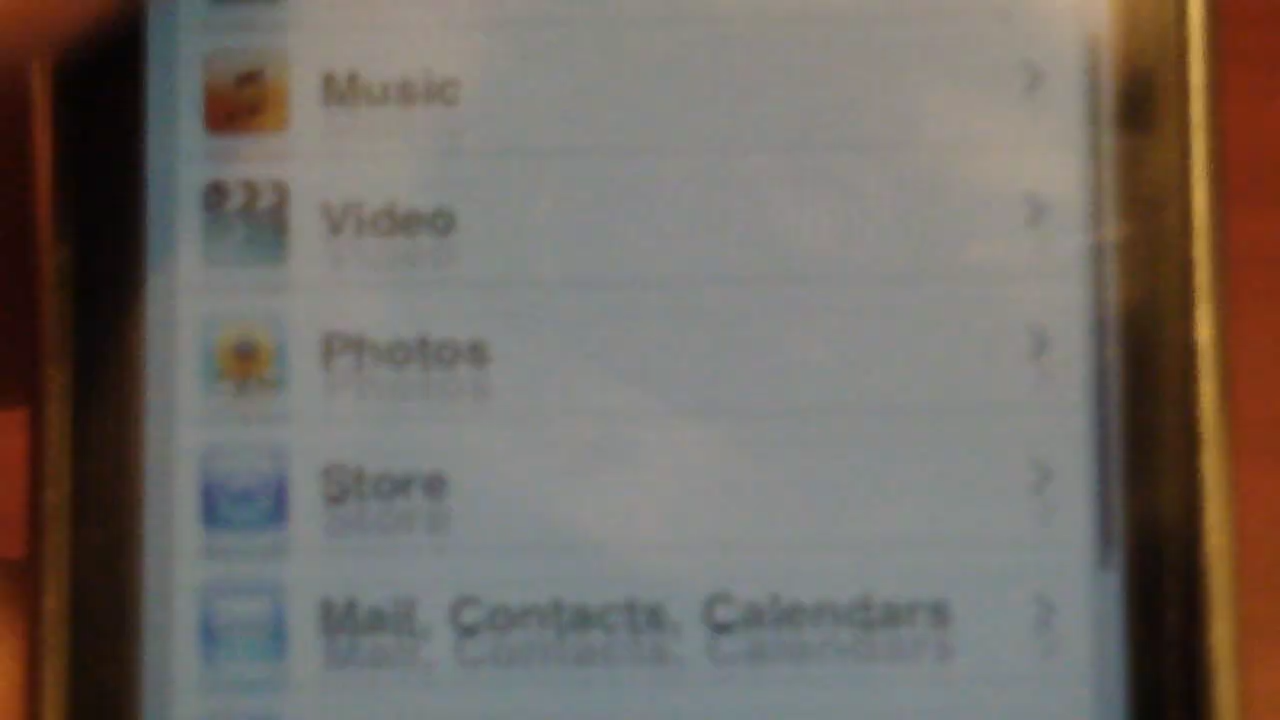 Music
Video
Photos
Store
Mail, Contacts, Calendars